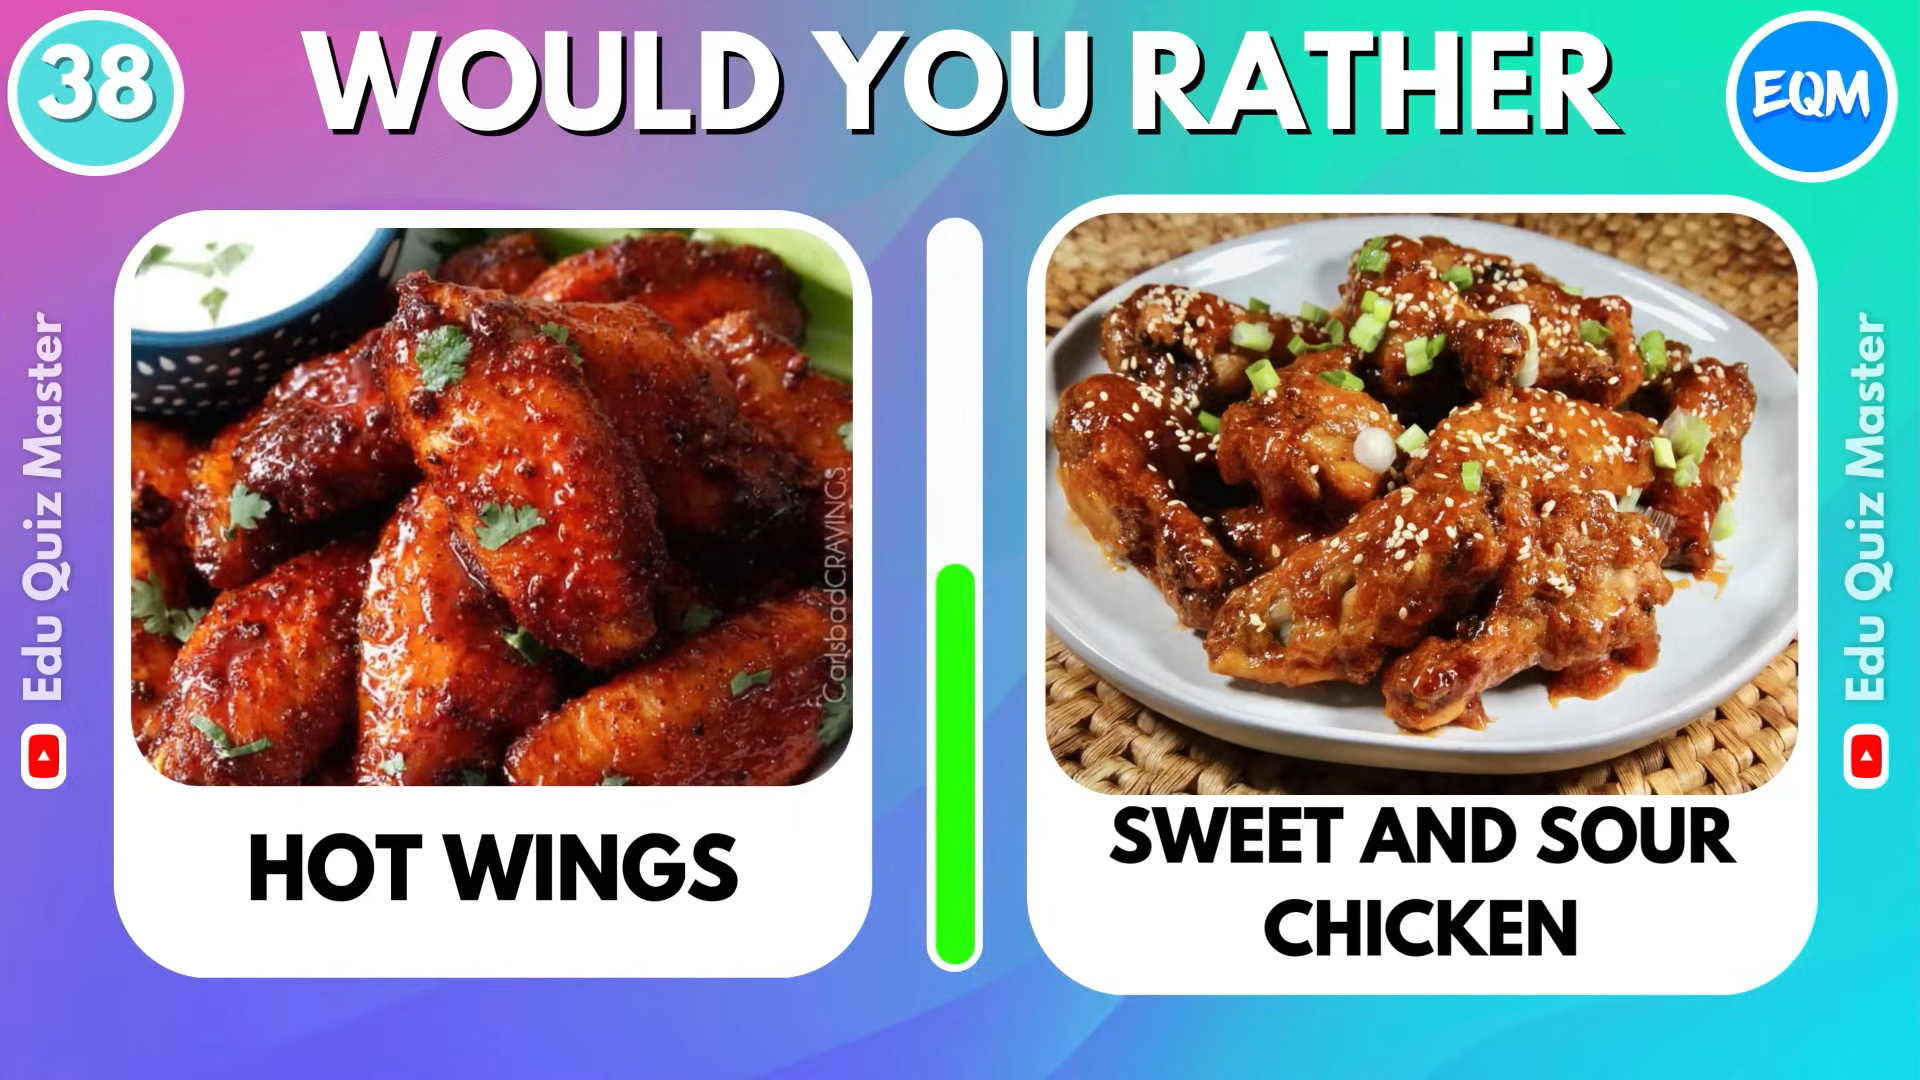 38
WOULD YOU RATHER
EQM
Edu Quiz Master
CarlsbadCRAVINGS
HOT WINGS
SWEET AND SOUR
CHICKEN
Edu Quiz Master